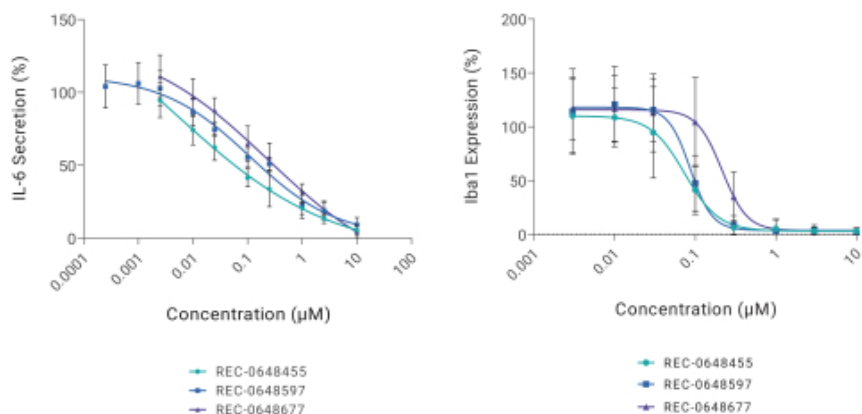 IL-6 Secretion (%)
150
100
50
0
0.0001
0.001
0.01
0.1
1
10
100
Concentration (µM)
REC-0648455
REC-0648597
REC-0648677
Iba1 Expression (%)
200
150
100
50
0
0.001
0.01
0.1
1
10
Concentration (µM)
REC-0648455
REC-0648597
REC-0648677